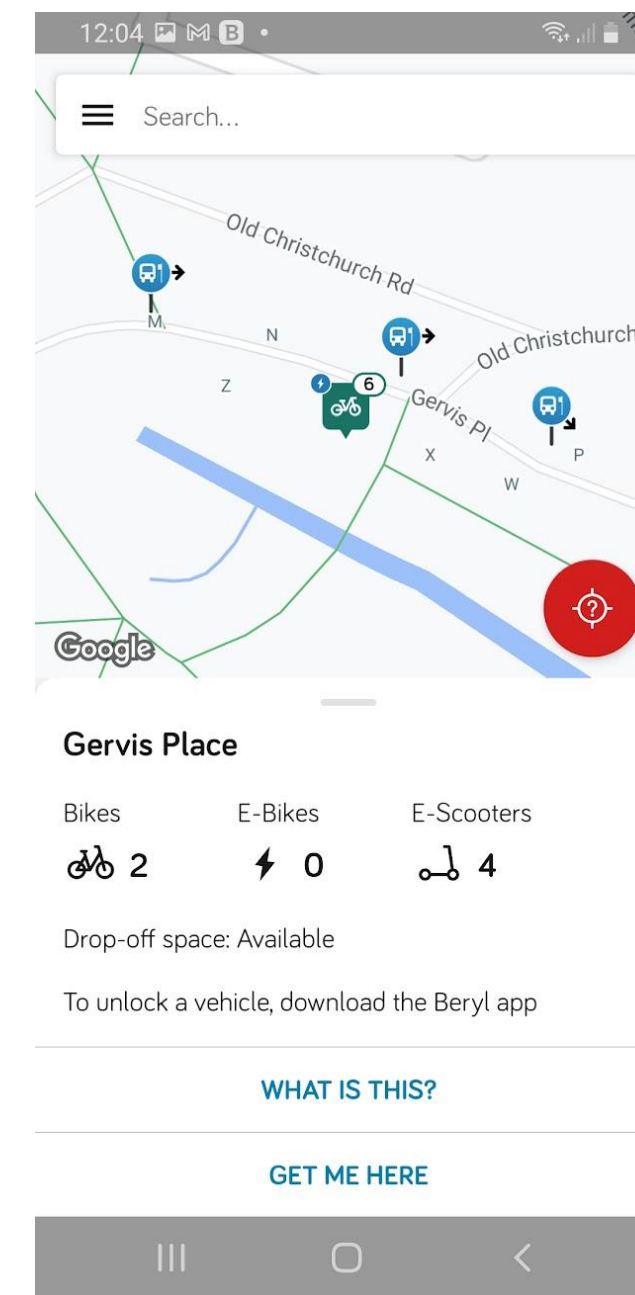 12:04 M B
Search...
Old Christchurch Rd
M
N
Old Christchurch
Z
6
Gervis Pl
X
P
W
?
Google
Gervis Place
Bikes E-Bikes E-Scooters
2 0 4
Drop-off space: Available
To unlock a vehicle, download the Beryl app
WHAT IS THIS?
GET ME HERE